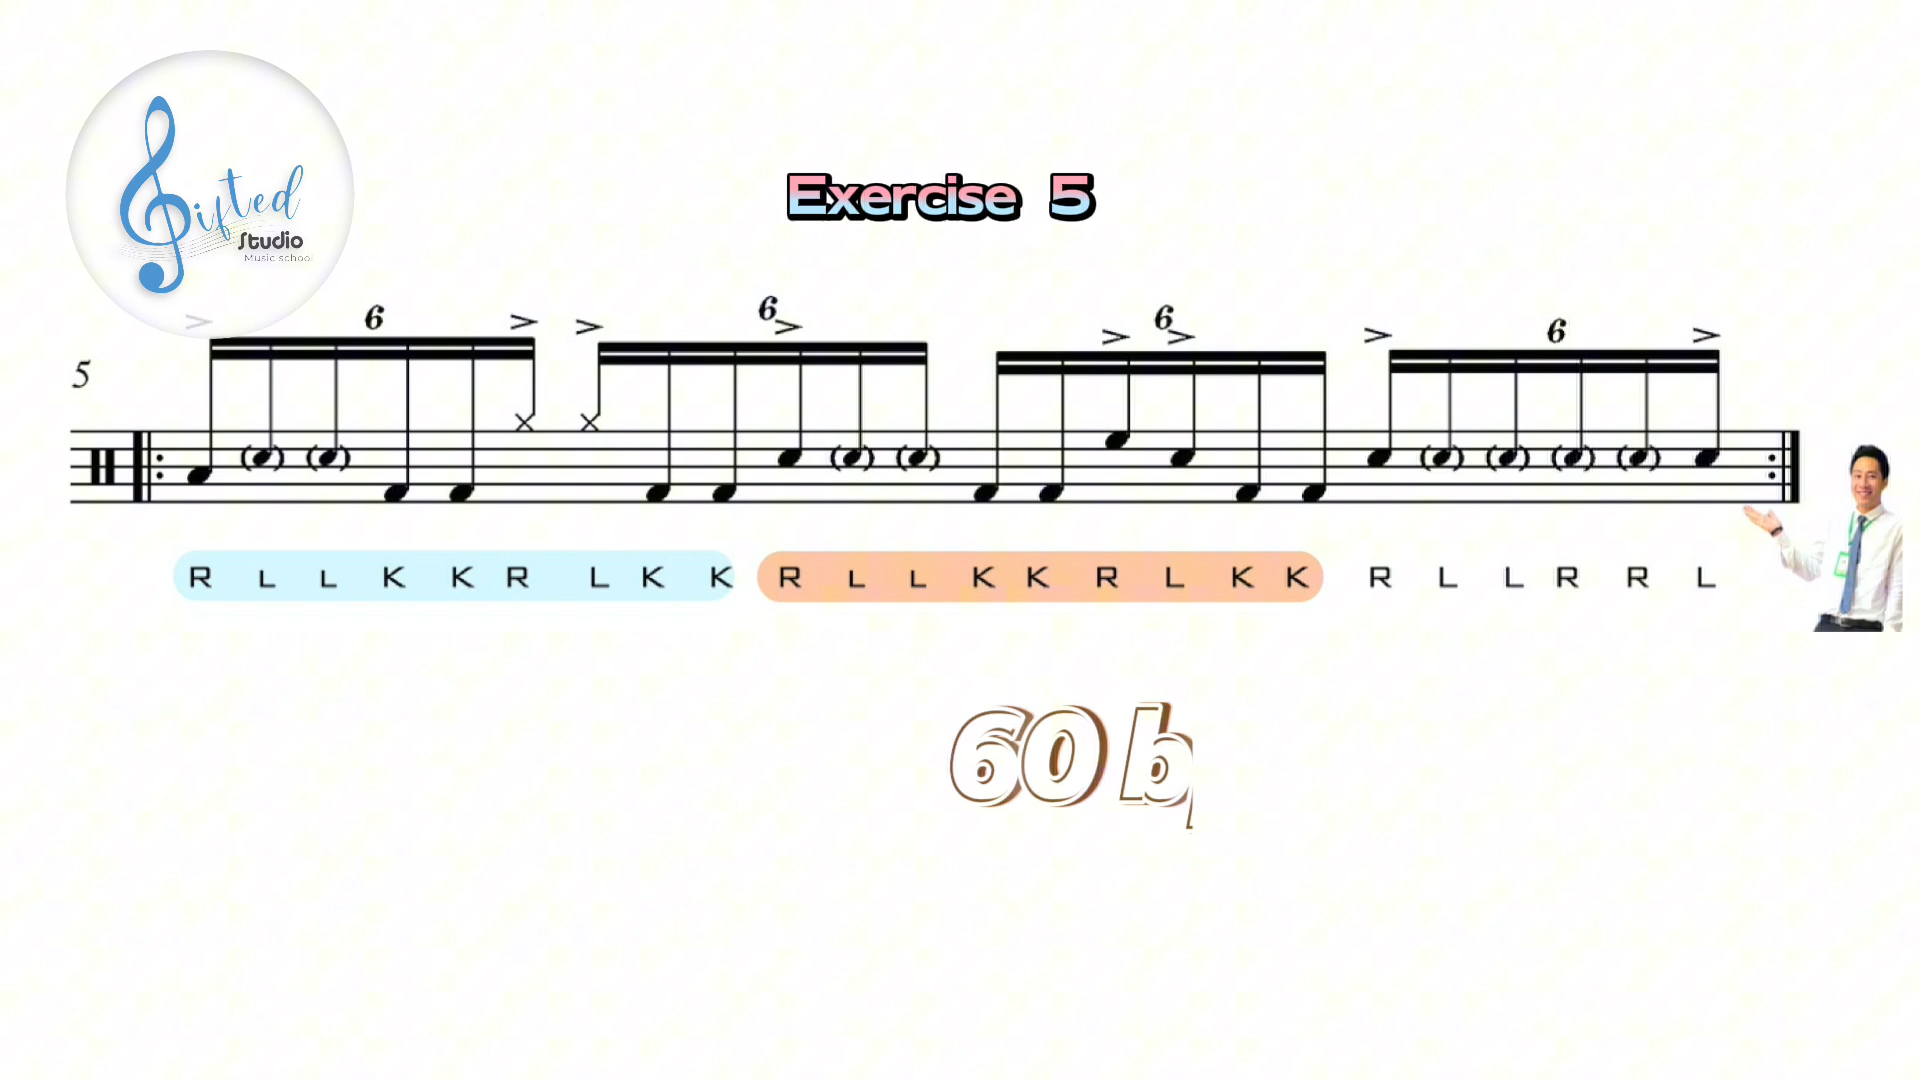 Gifted
Studio
Music school
Exercise 5
6 6 6 6
5
R L L K K R L K K R L L K K R L K K R L L R R L
60 b